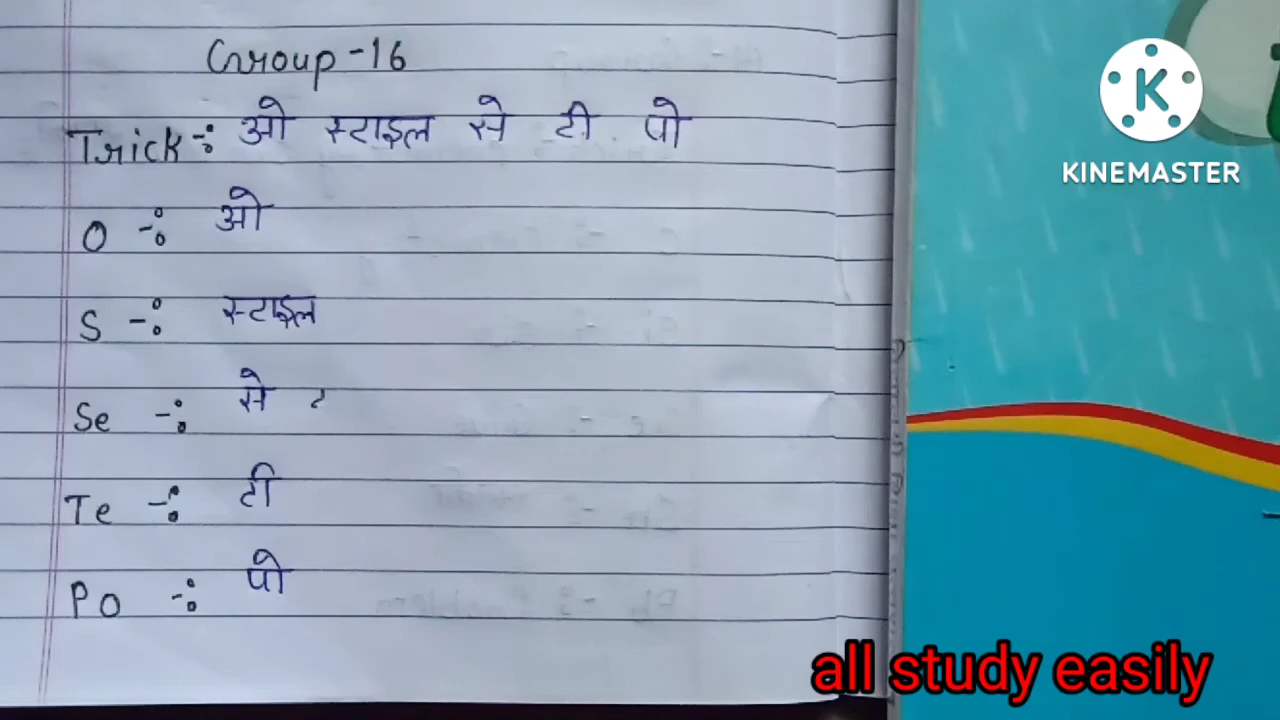 Group -16
Trick -: ओ स्टाइल से टी पो
O -: ओ
S -: स्टाइल
Se -: से
Te -: टी
PO -: पो
KINEMASTER
all study easily